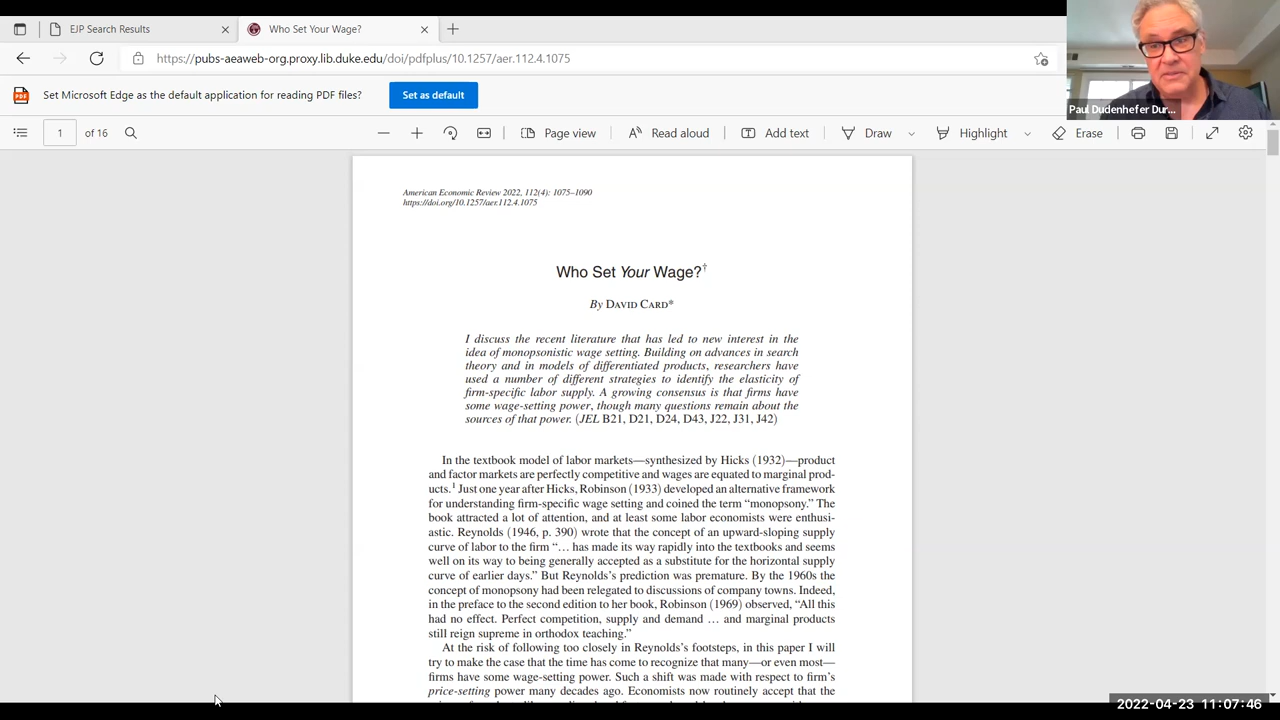 EJP Search Results
Who Set Your Wage?
https://pubs-aeaweb-org.proxy.lib.duke.edu/doi/pdfplus/10.1257/aer.112.4.1075
Set Microsoft Edge as the default application for reading PDF files?
Set as default
Paul Dudenhefer Dur...
1 of 16
Page view
Read aloud
Add text
Draw
Highlight
Erase
American Economic Review 2022, 112(4): 1075–1090
https://doi.org/10.1257/aer.112.4.1075
Who Set Your Wage?†
By David Card*
I discuss the recent literature that has led to new interest in the
idea of monopsonistic wage setting. Building on advances in search
theory and in models of differentiated products, researchers have
used a number of different strategies to identify the elasticity of
firm-specific labor supply. A growing consensus is that firms have
some wage-setting power, though many questions remain about the
sources of that power. (JEL B21, D21, D24, D43, J22, J31, J42)
In the textbook model of labor markets—synthesized by Hicks (1932)—product
and factor markets are perfectly competitive and wages are equated to marginal prod-
ucts.1 Just one year after Hicks, Robinson (1933) developed an alternative framework
for understanding firm-specific wage setting and coined the term “monopsony.” The
book attracted a lot of attention, and at least some labor economists were enthusi-
astic. Reynolds (1946, p. 390) wrote that the concept of an upward-sloping supply
curve of labor to the firm “… has made its way rapidly into the textbooks and seems
well on its way to being generally accepted as a substitute for the horizontal supply
curve of earlier days.” But Reynolds’s prediction was premature. By the 1960s the
concept of monopsony had been relegated to discussions of company towns. Indeed,
in the preface to the second edition to her book, Robinson (1969) observed, “All this
had no effect. Perfect competition, supply and demand … and marginal products
still reign supreme in orthodox teaching.”
At the risk of following too closely in Reynolds’s footsteps, in this paper I will
try to make the case that the time has come to recognize that many—or even most—
firms have some wage-setting power. Such a shift was made with respect to firm’s
price-setting power many decades ago. Economists now routinely accept that the
2022-04-23 11:07:46